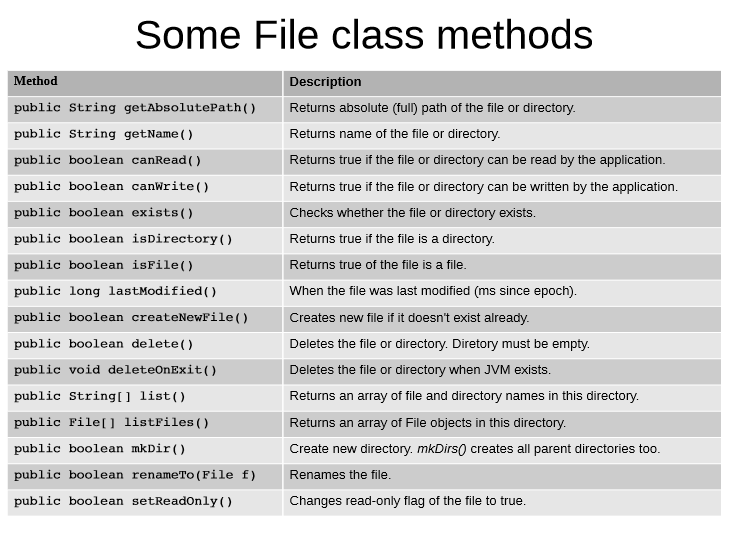 Some File class methods
Method Description
public String getAbsolutePath() Returns absolute (full) path of the file or directory.
public String getName() Returns name of the file or directory.
public boolean canRead() Returns true if the file or directory can be read by the application.
public boolean canWrite() Returns true if the file or directory can be written by the application.
public boolean exists() Checks whether the file or directory exists.
public boolean isDirectory() Returns true if the file is a directory.
public boolean isFile() Returns true of the file is a file.
public long lastModified() When the file was last modified (ms since epoch).
public boolean createNewFile() Creates new file if it doesn't exist already.
public boolean delete() Deletes the file or directory. Diretory must be empty.
public void deleteOnExit() Deletes the file or directory when JVM exists.
public String[] list() Returns an array of file and directory names in this directory.
public File[] listFiles() Returns an array of File objects in this directory.
public boolean mkDir() Create new directory. mkDirs() creates all parent directories too.
public boolean renameTo(File f) Renames the file.
public boolean setReadOnly() Changes read-only flag of the file to true.